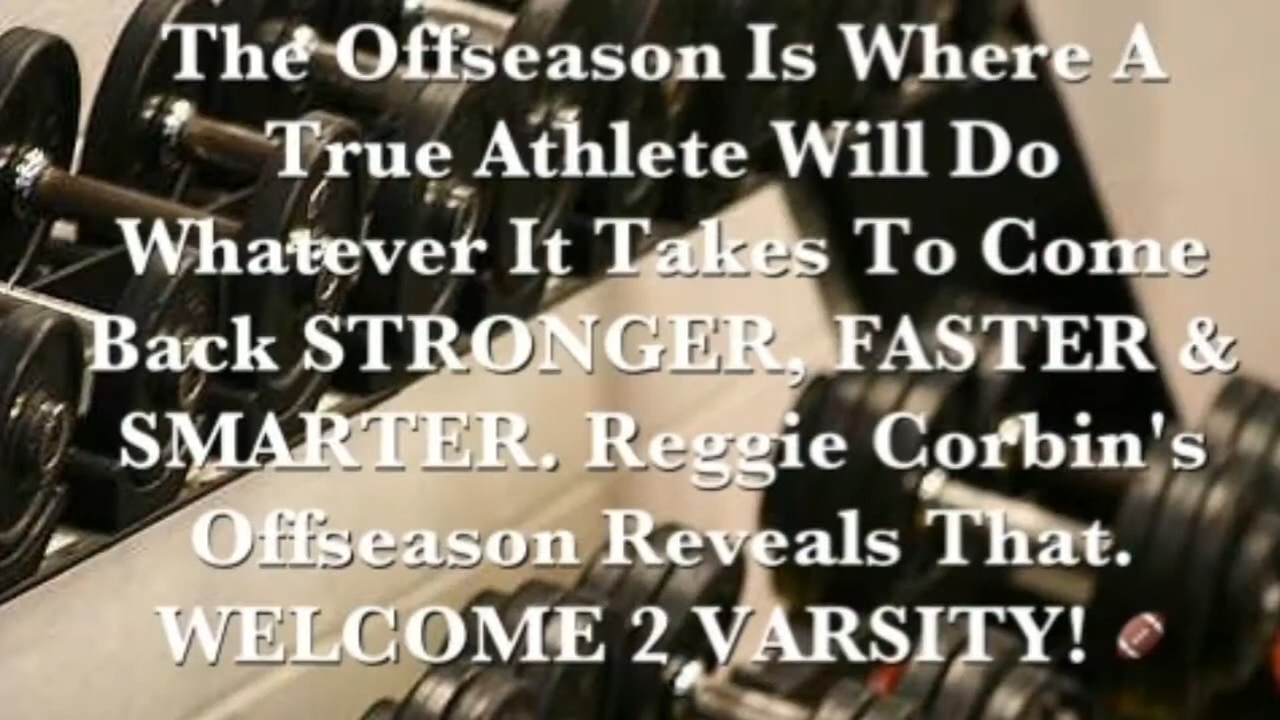 The Offseason Is Where A
True Athlete Will Do
Whatever It Takes To Come
Back STRONGER, FASTER &
SMARTER. Reggie Corbin's
Offseason Reveals That.
WELCOME 2 VARSITY! 🏈